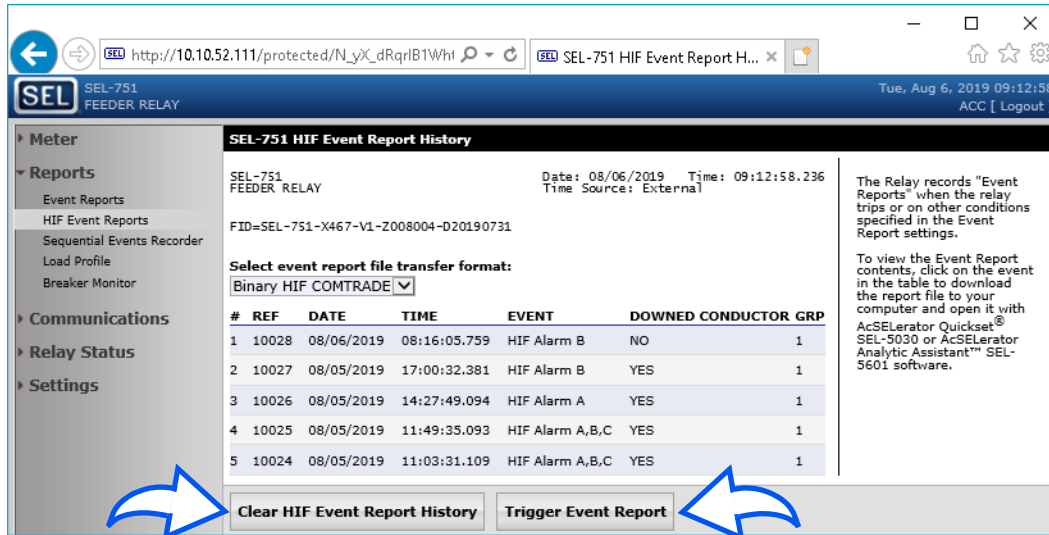 SEL http://10.10.52.111/protected/N_yX_dRqrIB1Wh
SEL SEL-751 HIF Event Report H...
SEL
SEL-751
FEEDER RELAY
Tue, Aug 6, 2019 09:12:58
ACC [ Logout
Meter
Reports
Event Reports
HIF Event Reports
Sequential Events Recorder
Load Profile
Breaker Monitor
Communications
Relay Status
Settings
SEL-751 HIF Event Report History
SEL-751 Date: 08/06/2019 Time: 09:12:58.236
FEEDER RELAY Time Source: External
FID=SEL-751-X467-V1-Z008004-D20190731
Select event report file transfer format:
Binary HIF COMTRADE
# REF DATE TIME EVENT DOWNED CONDUCTOR GRP
1 10028 08/06/2019 08:16:05.759 HIF Alarm B NO 1
2 10027 08/05/2019 17:00:32.381 HIF Alarm B YES 1
3 10026 08/05/2019 14:27:49.094 HIF Alarm A YES 1
4 10025 08/05/2019 11:49:35.093 HIF Alarm A,B,C YES 1
5 10024 08/05/2019 11:03:31.109 HIF Alarm A,B,C YES 1
Clear HIF Event Report History
Trigger Event Report
The Relay records "Event
Reports" when the relay
trips or on other conditions
specified in the Event
Report settings.
To view the Event Report
contents, click on the event
in the table to download
the report file to your
computer and open it with
AcSELerator Quickset®
SEL-5030 or AcSELerator
Analytic Assistant™ SEL-
5601 software.